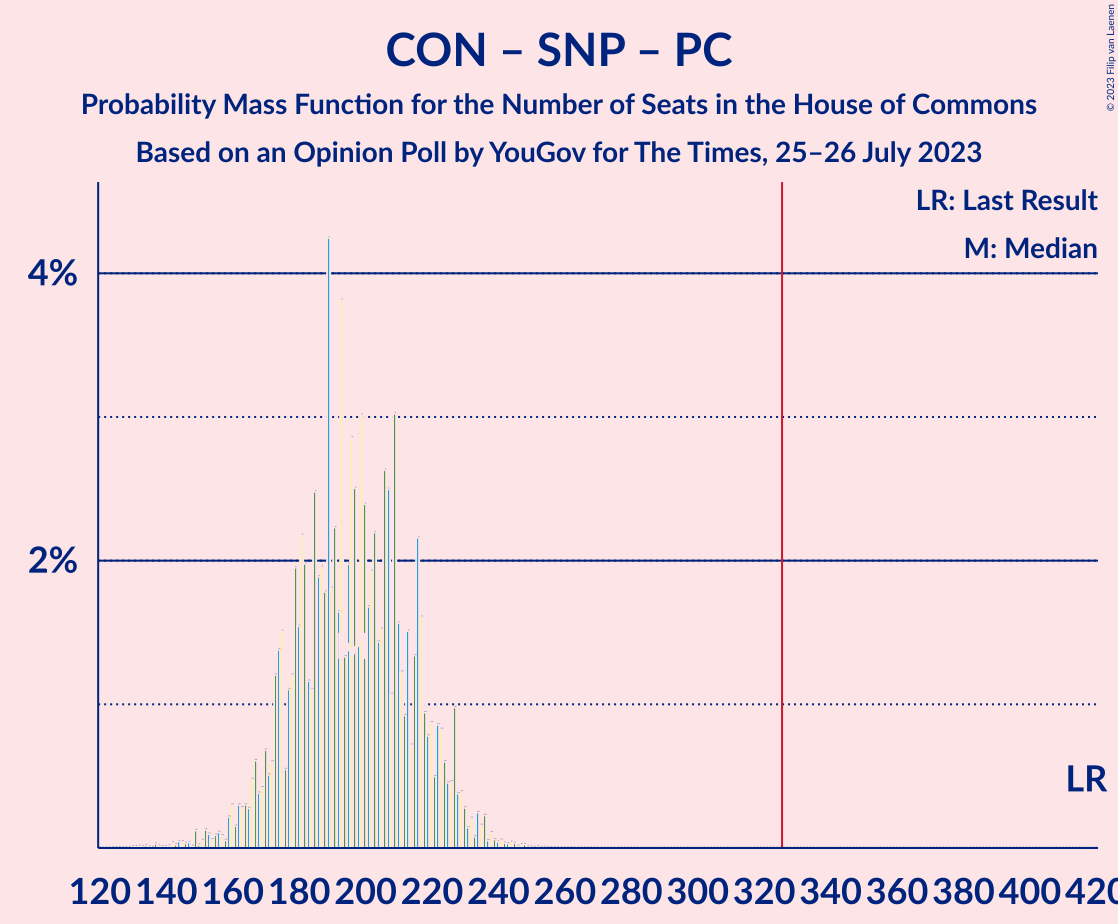 CON – SNP – PC
Probability Mass Function for the Number of Seats in the House of Commons
Based on an Opinion Poll by YouGov for The Times, 25–26 July 2023
© 2023 Filip van Laenen
LR: Last Result
M: Median
4%
2%
LR
120 140 160 180 200 220 240 260 280 300 320 340 360 380 400 420